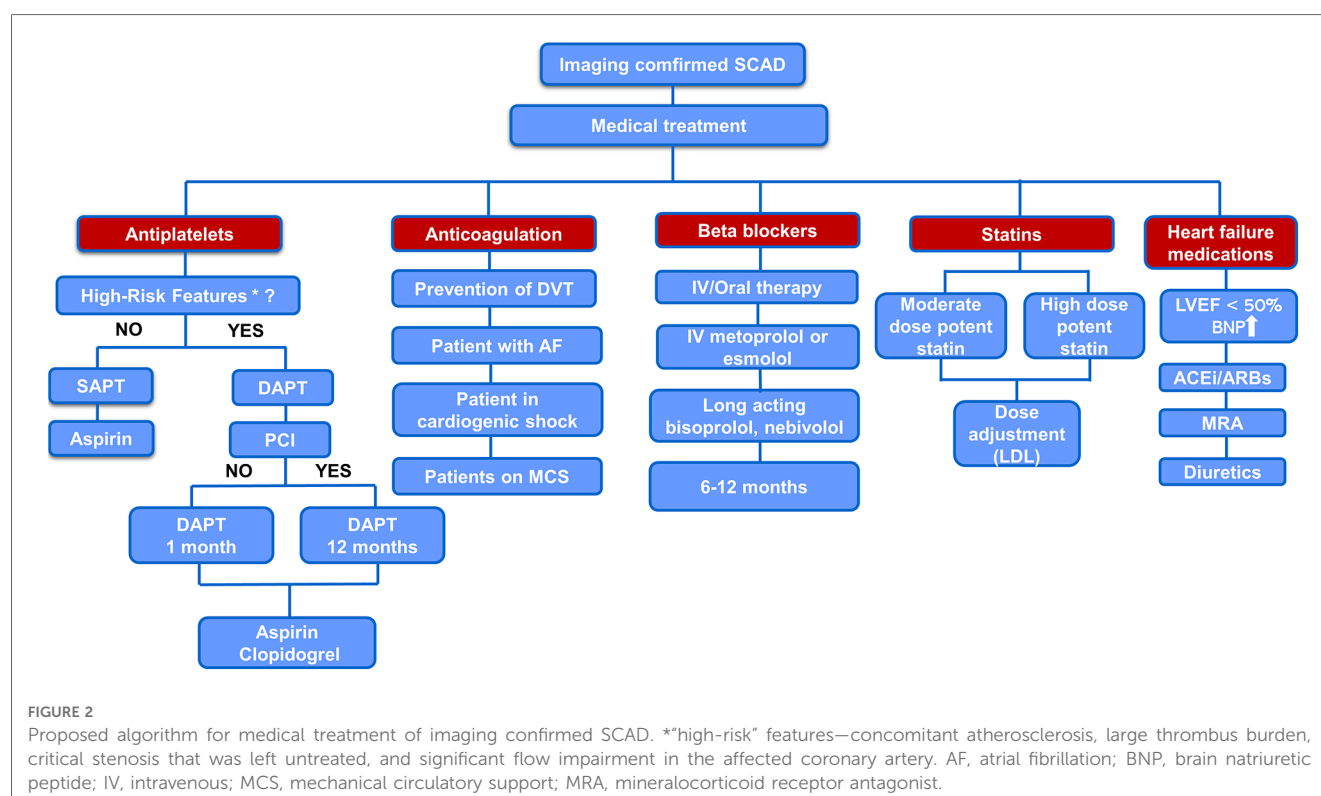 Imaging comfirmed SCAD
Medical treatment
Antiplatelets
High-Risk Features * ?
NO
YES
SAPT
Aspirin
DAPT
PCI
NO
YES
DAPT
1 month
DAPT
12 months
Aspirin
Clopidogrel
Anticoagulation
Prevention of DVT
Patient with AF
Patient in
cardiogenic shock
Patients on MCS
Beta blockers
IV/Oral therapy
IV metoprolol or
esmolol
Long acting
bisoprolol, nebivolol
6-12 months
Statins
Moderate
dose potent
statin
High dose
potent
statin
Dose
adjustment
(LDL)
Heart failure
medications
LVEF < 50%
BNP⬆
ACEi/ARBs
MRA
Diuretics
FIGURE 2
Proposed algorithm for medical treatment of imaging confirmed SCAD. *“high-risk” features—concomitant atherosclerosis, large thrombus burden,
critical stenosis that was left untreated, and significant flow impairment in the affected coronary artery. AF, atrial fibrillation; BNP, brain natriuretic
peptide; IV, intravenous; MCS, mechanical circulatory support; MRA, mineralocorticoid receptor antagonist.